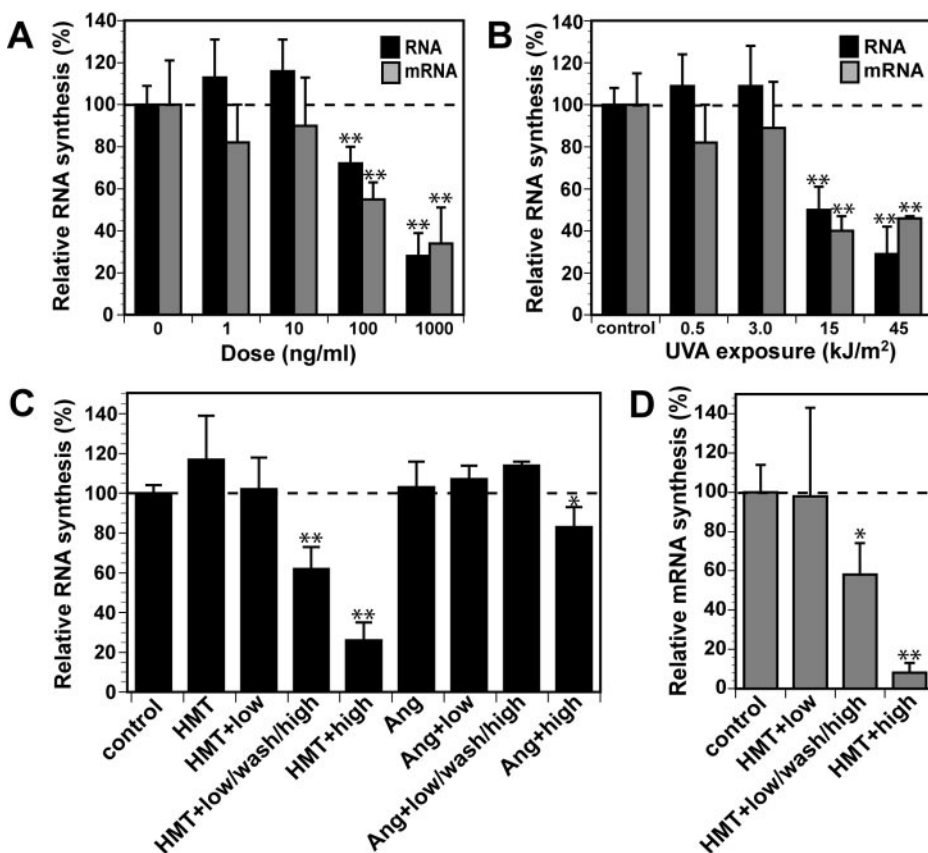 A
Relative RNA synthesis (%)
140
120
100
80
60
40
20
0
RNA
mRNA
**
**
**
**
0 1 10 100 1000
Dose (ng/ml)
B
Relative RNA synthesis (%)
140
120
100
80
60
40
20
0
RNA
mRNA
**
**
**
**
control 0.5 3.0 15 45
UVA exposure (kJ/m²)
C
Relative RNA synthesis (%)
140
120
100
80
60
40
20
0
**
**
*
control
HMT
HMT+low
HMT+low/wash/high
HMT+high
Ang
Ang+low
Ang+low/wash/high
Ang+high
D
Relative mRNA synthesis (%)
140
120
100
80
60
40
20
0
*
**
control
HMT+low
HMT+low/wash/high
HMT+high